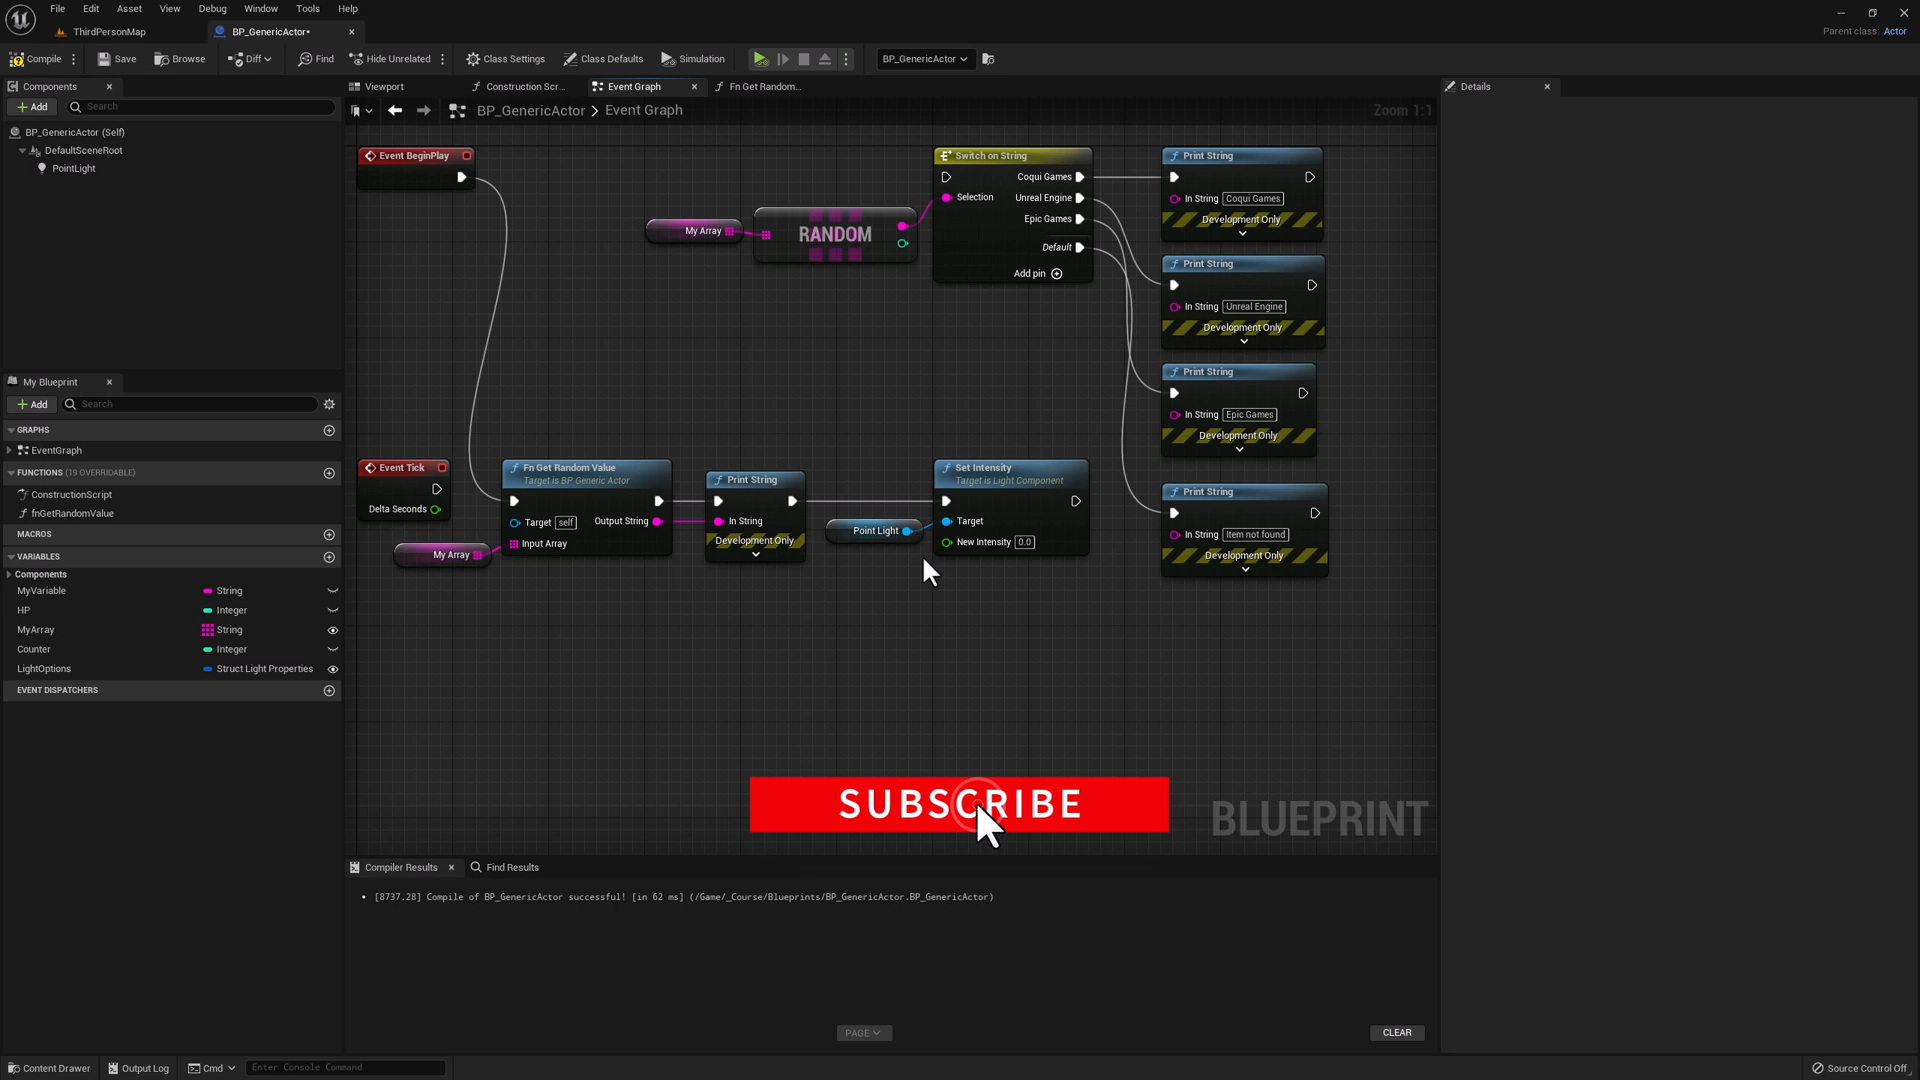 File Edit Asset View Debug Window Tools Help
ThirdPersonMap
BP_GenericActor•
Parent class: Actor
Compile
Save
Browse
Diff
Find
Hide Unrelated
Class Settings
Class Defaults
Simulation
BP_GenericActor
Components
Add
Search
BP_GenericActor (Self)
DefaultSceneRoot
PointLight
My Blueprint
Add
Search
GRAPHS
EventGraph
FUNCTIONS (19 OVERRIDABLE)
ConstructionScript
fnGetRandomValue
MACROS
VARIABLES
Components
MyVariable String
HP Integer
MyArray String
Counter Integer
LightOptions Struct Light Properties
EVENT DISPATCHERS
Viewport
Construction Scr...
Event Graph
Fn Get Random...
BP_GenericActor > Event Graph
Zoom 1:1
Event BeginPlay
My Array
RANDOM
Switch on String
Coqui Games
Selection
Unreal Engine
Epic Games
Default
Add pin
Print String
In String Coqui Games
Development Only
Print String
In String Unreal Engine
Development Only
Print String
In String Epic Games
Development Only
Print String
In String Item not found
Development Only
Event Tick
Delta Seconds
My Array
Fn Get Random Value
Target is BP Generic Actor
Target self
Output String
Input Array
Print String
In String
Development Only
Point Light
Set Intensity
Target is Light Component
Target
New Intensity 0.0
SUBSCRIBE
BLUEPRINT
Compiler Results
Find Results
• [8737.28] Compile of BP_GenericActor successful! [in 62 ms] (/Game/_Course/Blueprints/BP_GenericActor.BP_GenericActor)
PAGE
CLEAR
Details
Content Drawer
Output Log
Cmd
Enter Console Command
Source Control Off